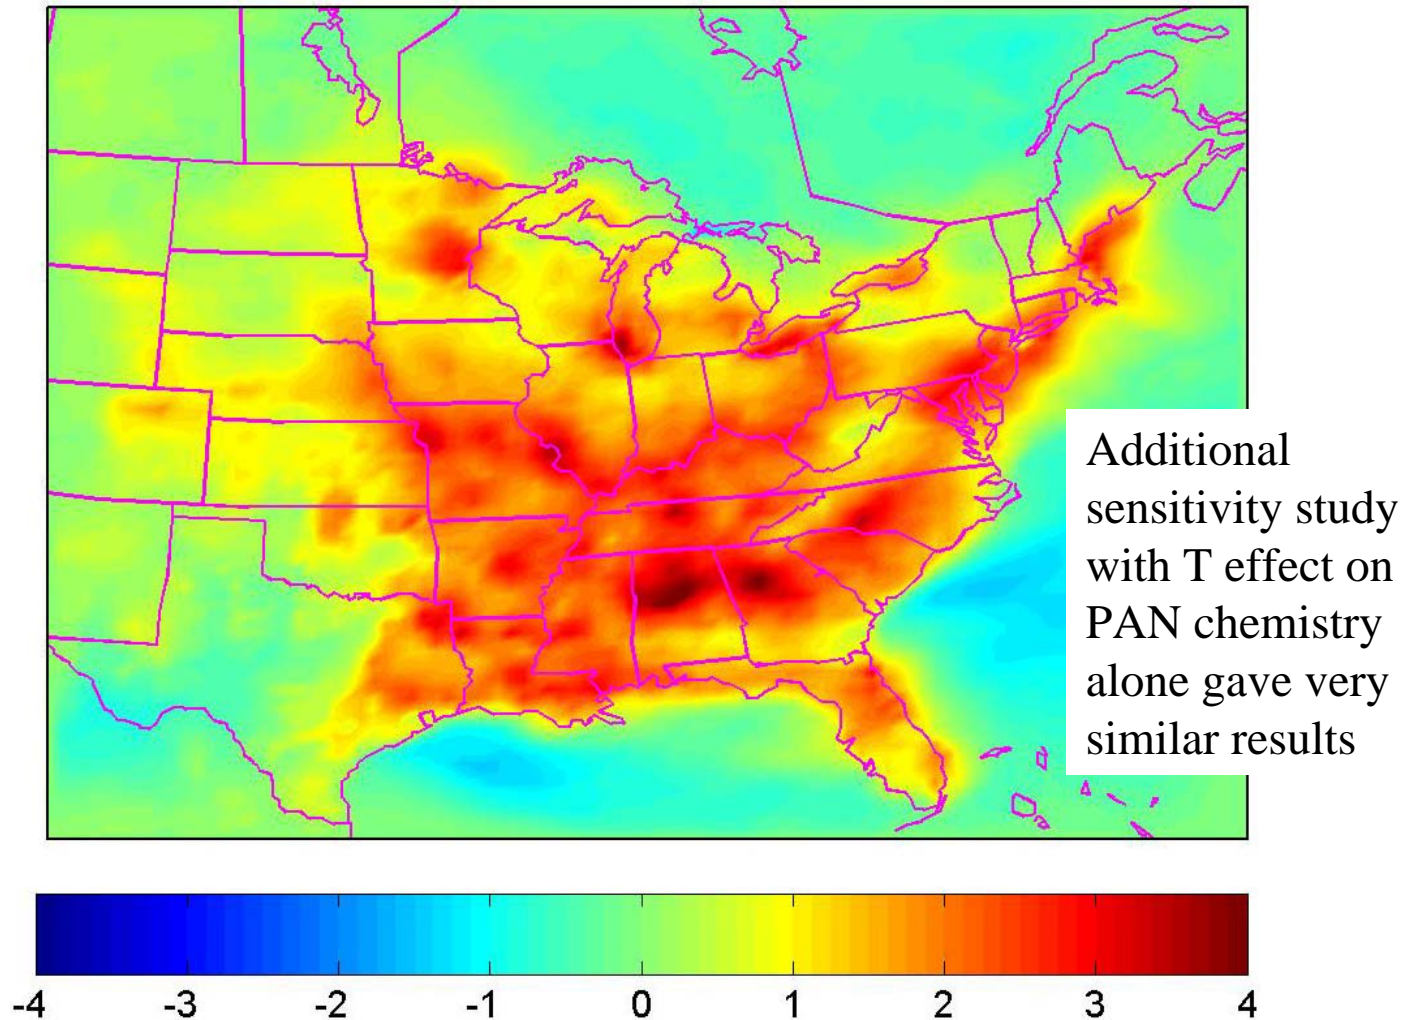 Additional
sensitivity study
with T effect on
PAN chemistry
alone gave very
similar results
-4 -3 -2 -1 0 1 2 3 4